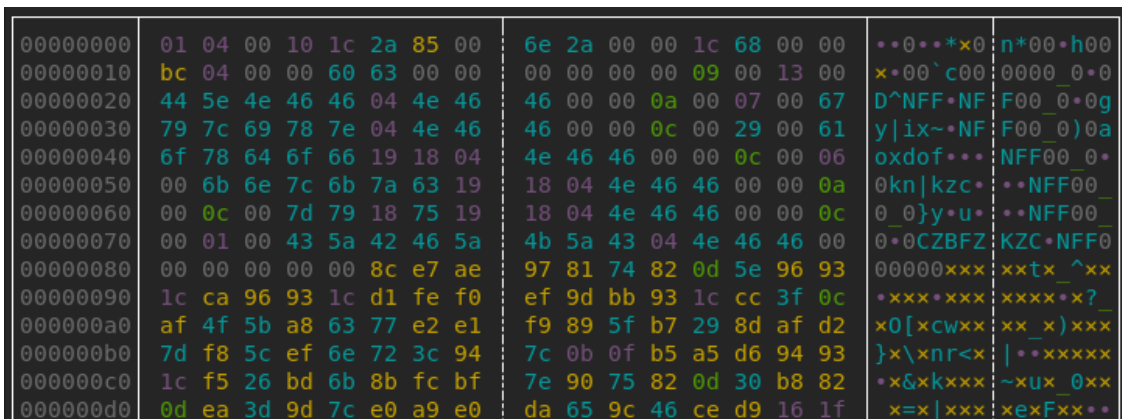 │00000000│ 01 04 00 10 1c 2a 85 00 ┊ 6e 2a 00 00 1c 68 00 00 │••0••*×0┊n*00•h00│
│00000010│ bc 04 00 00 60 63 00 00 ┊ 00 00 00 00 09 00 13 00 │×•00`c00┊0000_0•0│
│00000020│ 44 5e 4e 46 46 04 4e 46 ┊ 46 00 00 0a 00 07 00 67 │D^NFF•NF┊F00_0•0g│
│00000030│ 79 7c 69 78 7e 04 4e 46 ┊ 46 00 00 0c 00 29 00 61 │y|ix~•NF┊F00_0)0a│
│00000040│ 6f 78 64 6f 66 19 18 04 ┊ 4e 46 46 00 00 0c 00 06 │oxdof•••┊NFF00_0•│
│00000050│ 00 6b 6e 7c 6b 7a 63 19 ┊ 18 04 4e 46 46 00 00 0a │0kn|kzc•┊••NFF00_│
│00000060│ 00 0c 00 7d 79 18 75 19 ┊ 18 04 4e 46 46 00 00 0c │0_0}y•u•┊••NFF00_│
│00000070│ 00 01 00 43 5a 42 46 5a ┊ 4b 5a 43 04 4e 46 46 00 │0•0CZBFZ┊KZC•NFF0│
│00000080│ 00 00 00 00 00 8c e7 ae ┊ 97 81 74 82 0d 5e 96 93 │00000×××┊××t×_^××│
│00000090│ 1c ca 96 93 1c d1 fe f0 ┊ ef 9d bb 93 1c cc 3f 0c │•×××•×××┊××××•×?_│
│000000a0│ af 4f 5b a8 63 77 e2 e1 ┊ f9 89 5f b7 29 8d af d2 │×O[×cw××┊××_×)×××│
│000000b0│ 7d f8 5c ef 6e 72 3c 94 ┊ 7c 0b 0f b5 a5 d6 94 93 │}×\×nr<×┊|••×××××│
│000000c0│ 1c f5 26 bd 6b 8b fc bf ┊ 7e 90 75 82 0d 30 b8 82 │•×&×k×××┊~×u×_0××│
│000000d0│ 0d ea 3d 9d 7c e0 a9 e0 ┊ da 65 9c 46 ce d9 16 1f │_×=×|×××┊×e×F××••│